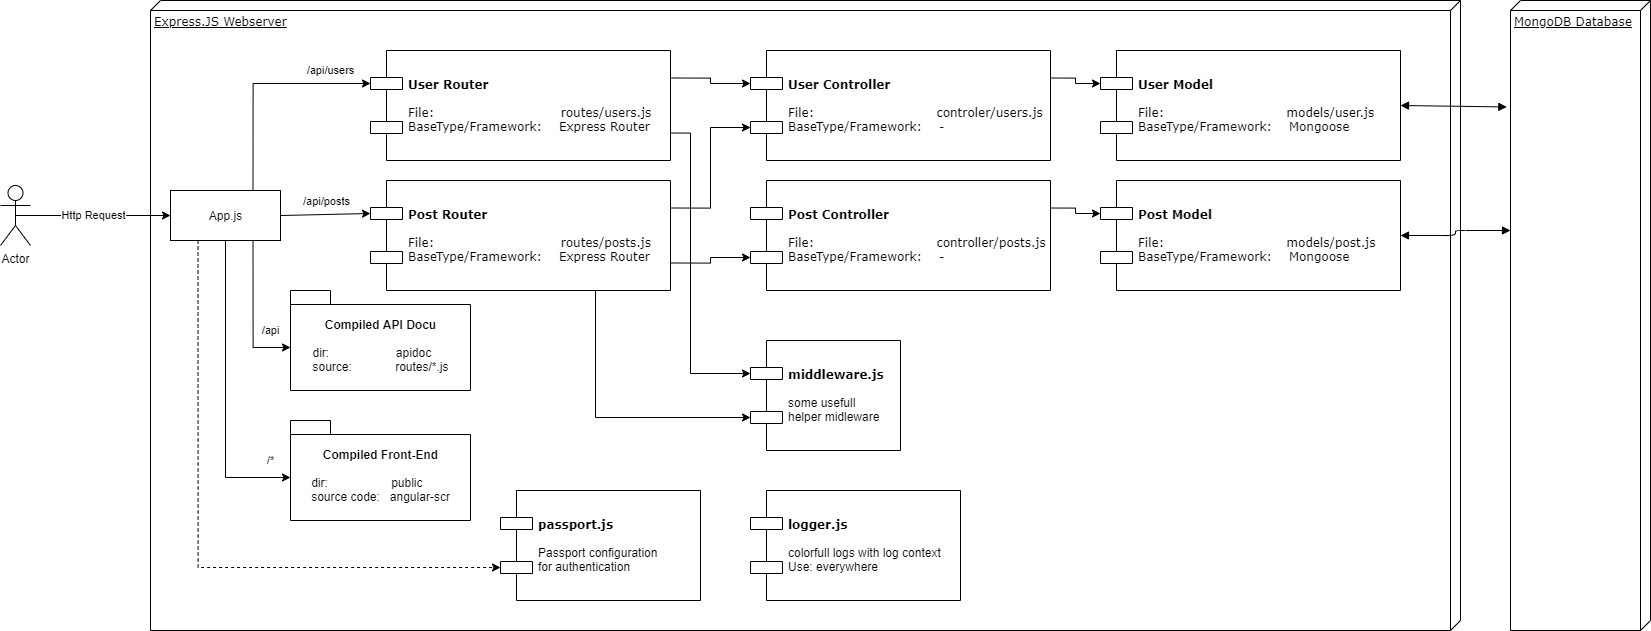 Express.JS Webserver
MongoDB Database
/api/users
User Router
File: routes/users.js
BaseType/Framework: Express Router
User Controller
File: controler/users.js
BaseType/Framework: -
User Model
File: models/user.js
BaseType/Framework: Mongoose
Actor
Http Request
App.js
/api/posts
Post Router
File: routes/posts.js
BaseType/Framework: Express Router
Post Controller
File: controller/posts.js
BaseType/Framework: -
Post Model
File: models/post.js
BaseType/Framework: Mongoose
/api
Compiled API Docu
dir: apidoc
source: routes/*.js
middleware.js
some usefull
helper midleware
/*
Compiled Front-End
dir: public
source code: angular-scr
passport.js
Passport configuration
for authentication
logger.js
colorfull logs with log context
Use: everywhere